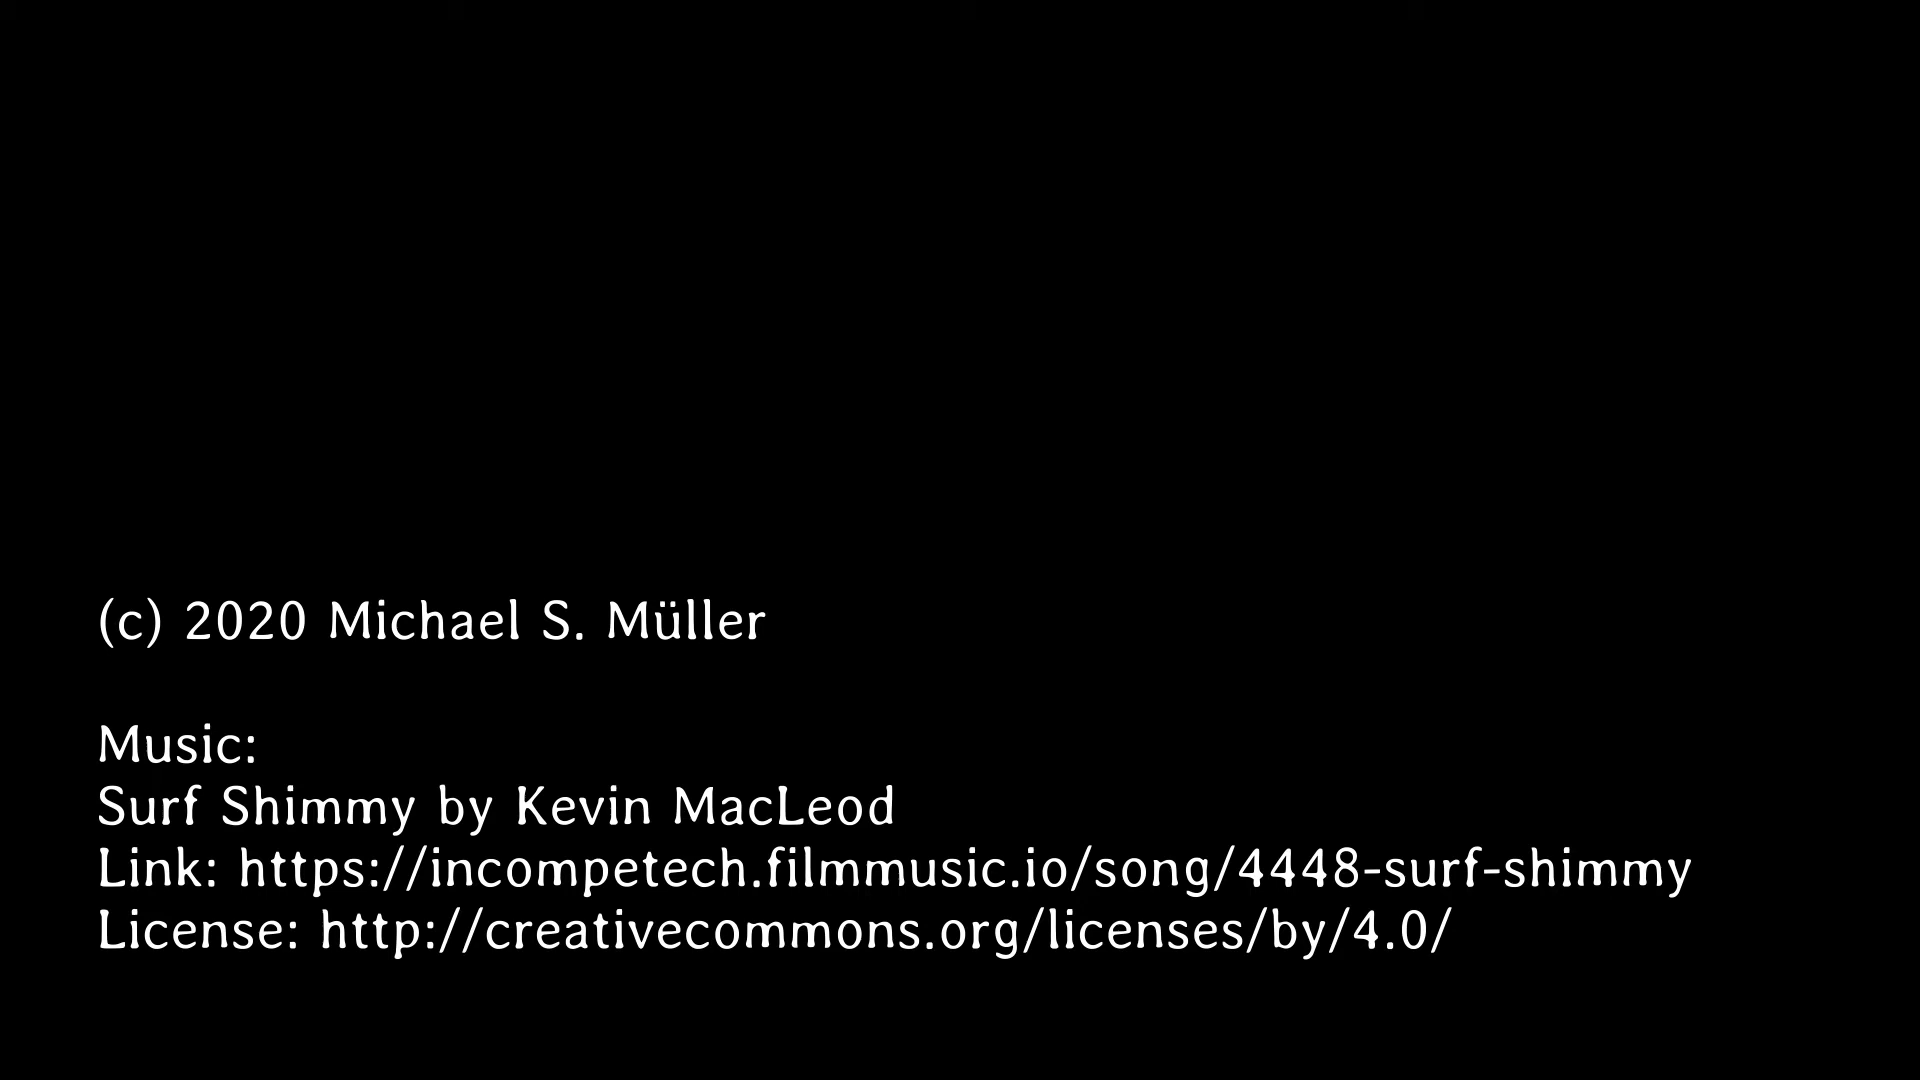 (c) 2020 Michael S. Müller
Music:
Surf Shimmy by Kevin MacLeod
Link: https://incompetech.filmmusic.io/song/4448-surf-shimmy
License: http://creativecommons.org/licenses/by/4.0/